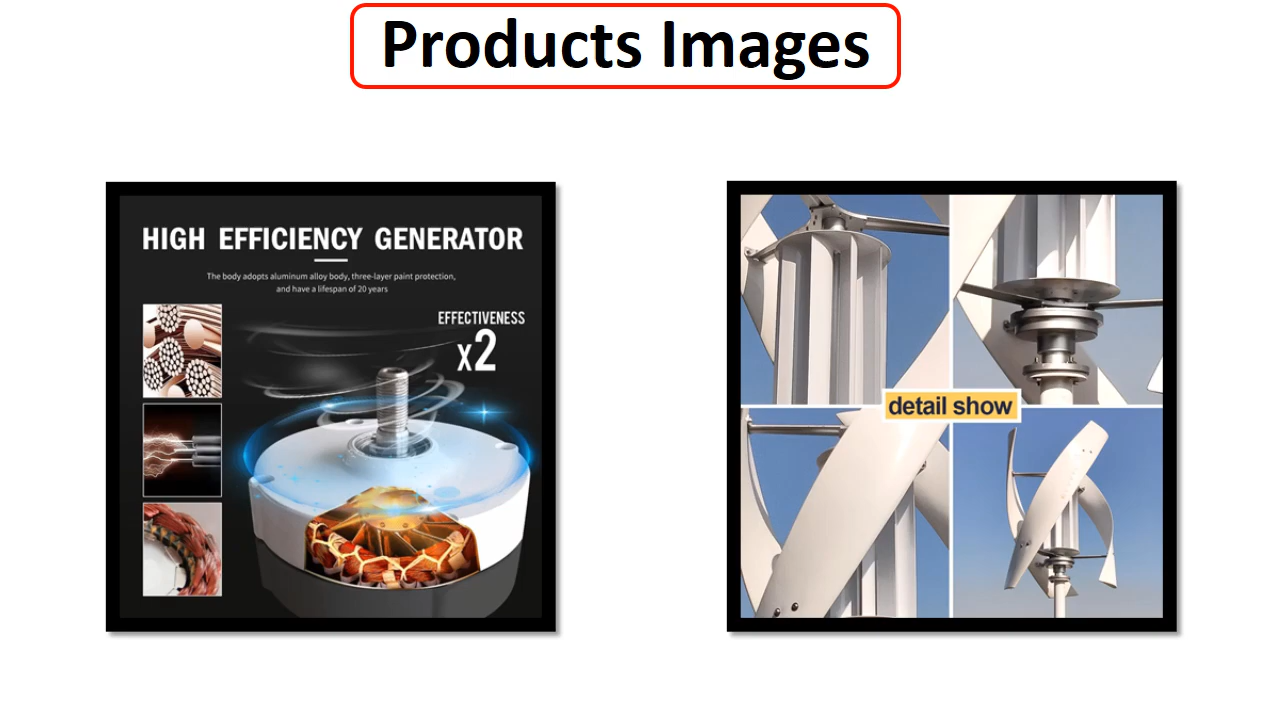 Products Images
HIGH EFFICIENCY GENERATOR
The body adopts aluminum alloy body, three-layer paint protection,
and have a lifespan of 20 years
EFFECTIVENESS
x2
detail show